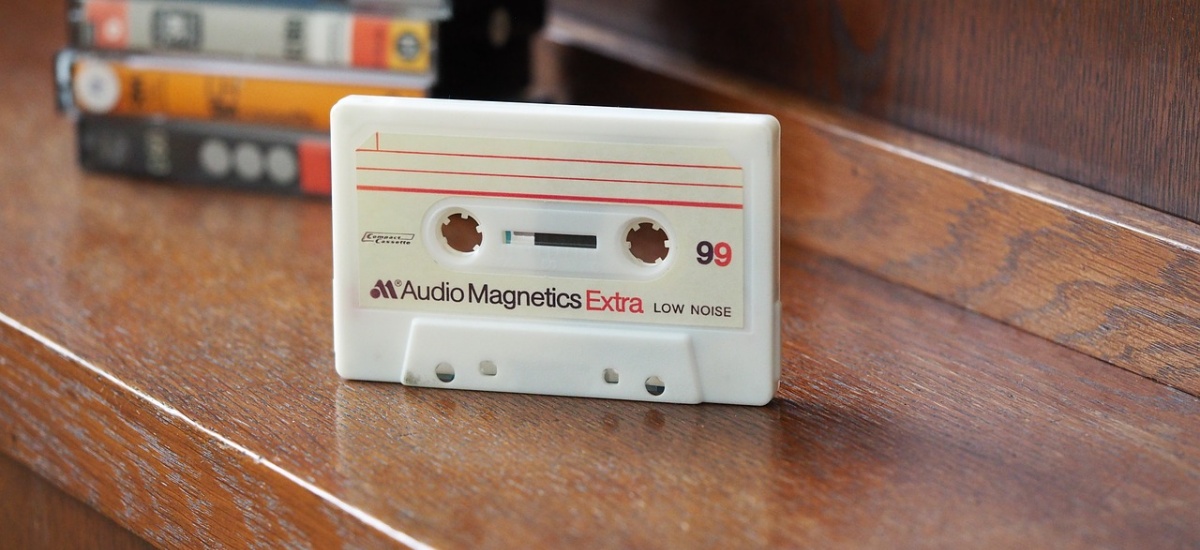 Compact
Cassette
99
® Audio Magnetics Extra LOW NOISE